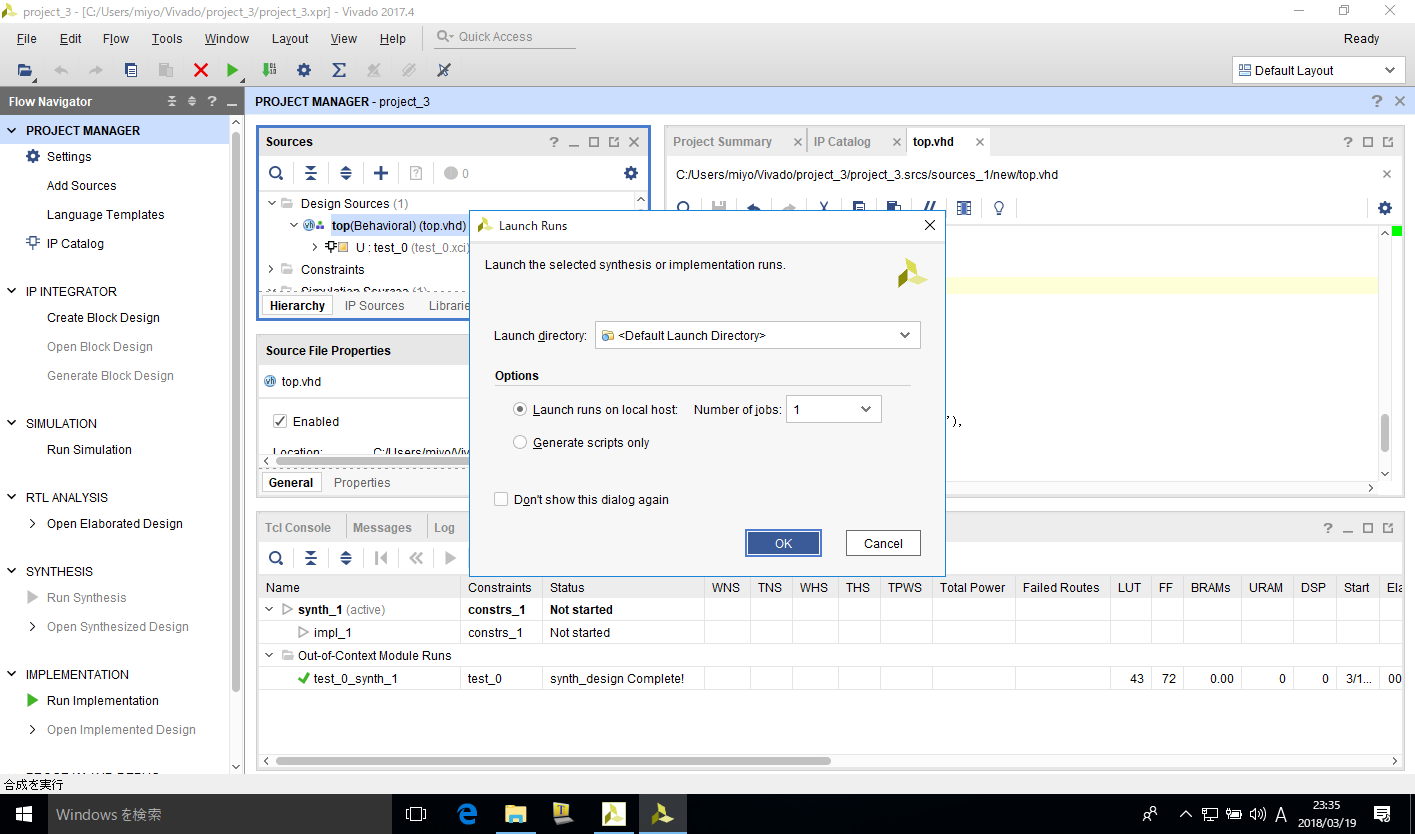 project_3 - [C:/Users/miyo/Vivado/project_3/project_3.xpr] - Vivado 2017.4
File Edit Flow Tools Window Layout View Help Quick Access Ready
Default Layout
Flow Navigator
PROJECT MANAGER - project_3
PROJECT MANAGER
Settings
Add Sources
Language Templates
IP Catalog
IP INTEGRATOR
Create Block Design
Open Block Design
Generate Block Design
SIMULATION
Run Simulation
RTL ANALYSIS
Open Elaborated Design
SYNTHESIS
Run Synthesis
Open Synthesized Design
IMPLEMENTATION
Run Implementation
Open Implemented Design
Sources
0
Design Sources (1)
top(Behavioral) (top.vhd)
U : test_0 (test_0.xci)
Constraints
Simulation Sources (1)
Hierarchy IP Sources Librarie
Source File Properties
top.vhd
Enabled
Location: C:/Users/miyo/Viv
General Properties
Project Summary IP Catalog top.vhd
C:/Users/miyo/Vivado/project_3/project_3.srcs/sources_1/new/top.vhd
'),
Launch Runs
Launch the selected synthesis or implementation runs.
Launch directory: <Default Launch Directory>
Options
Launch runs on local host: Number of jobs: 1
Generate scripts only
Don't show this dialog again
OK Cancel
Tcl Console Messages Log
Name Constraints Status WNS TNS WHS THS TPWS Total Power Failed Routes LUT FF BRAMs URAM DSP Start Ela
synth_1 (active) constrs_1 Not started
impl_1 constrs_1 Not started
Out-of-Context Module Runs
test_0_synth_1 test_0 synth_design Complete! 43 72 0.00 0 0 3/1... 00
合成を実行
Windows を検索
A
23:35
2018/03/19